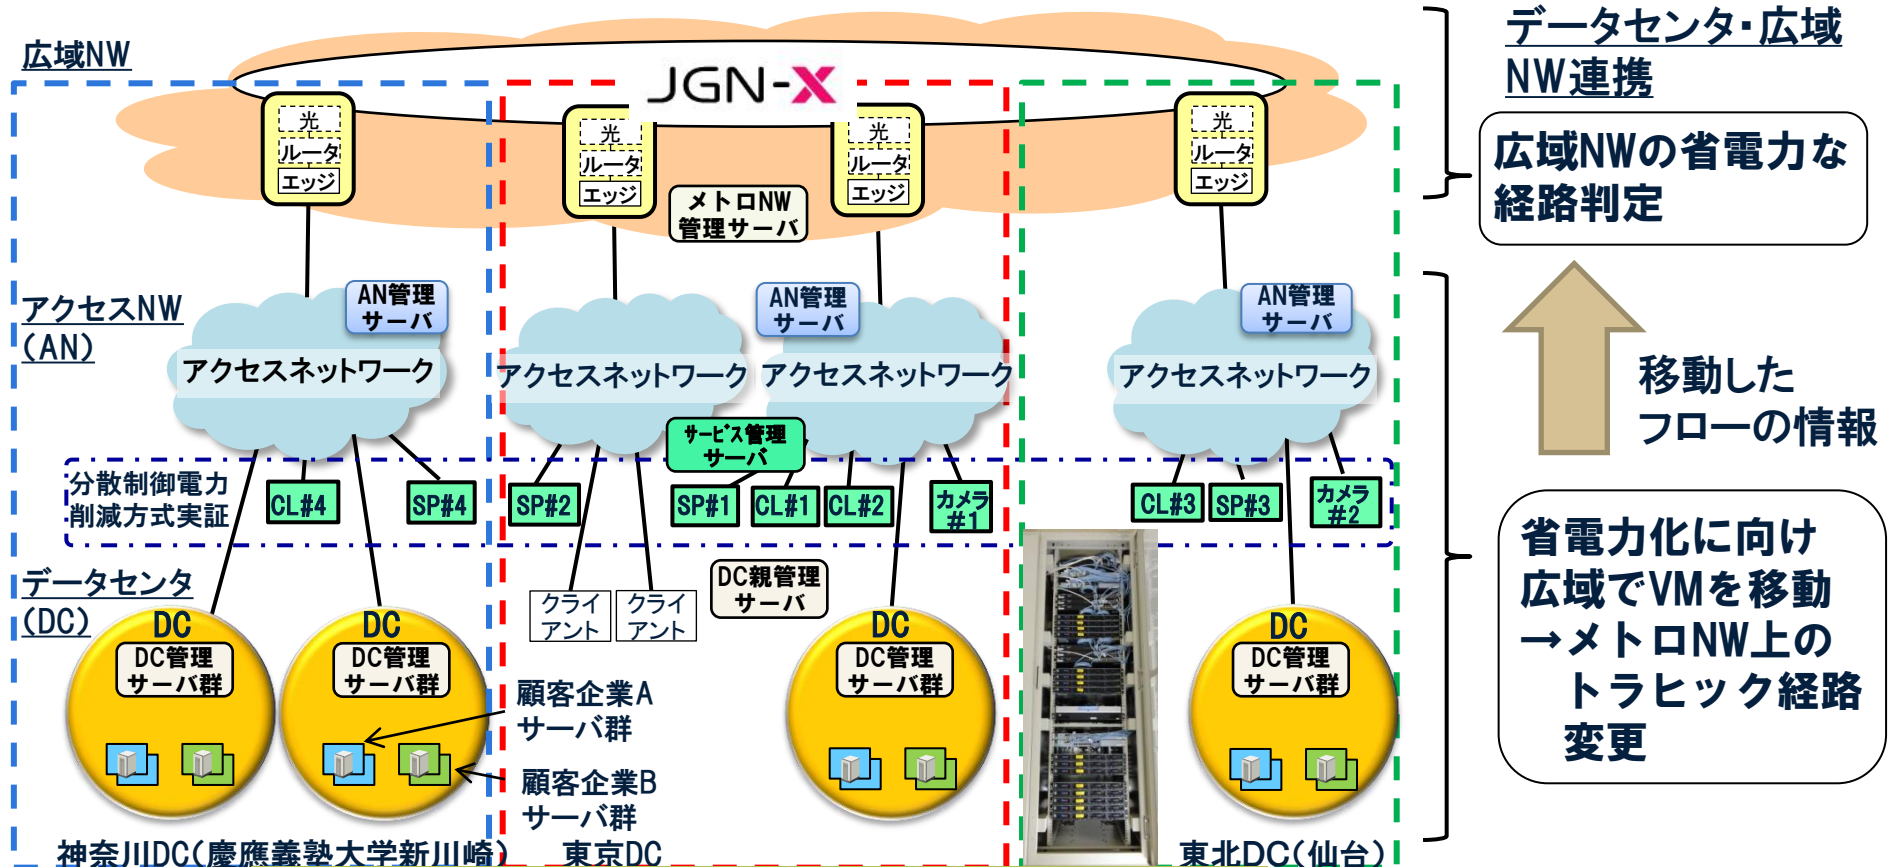 広域NW
JGN-X
光
ルータ
エッジ
光
ルータ
エッジ
光
ルータ
エッジ
光
ルータ
エッジ
メトロNW
管理サーバ
アクセスNW
(AN)
AN管理
サーバ
アクセスネットワーク
アクセスネットワーク
AN管理
サーバ
アクセスネットワーク
AN管理
サーバ
アクセスネットワーク
サービス管理
サーバ
分散制御電力
削減方式実証
CL#4
SP#4
SP#2
SP#1
CL#1
CL#2
カメラ
#1
CL#3
SP#3
カメラ
#2
データセンタ
(DC)
DC
DC管理
サーバ群
DC
DC管理
サーバ群
クライ
アント
クライ
アント
DC親管理
サーバ
DC
DC管理
サーバ群
DC
DC管理
サーバ群
顧客企業A
サーバ群
顧客企業B
サーバ群
神奈川DC(慶應義塾大学新川崎)
東京DC
東北DC(仙台)
データセンタ・広域
NW連携
広域NWの省電力な
経路判定
移動した
フローの情報
省電力化に向け
広域でVMを移動
→メトロNW上の
トラヒック経路
変更